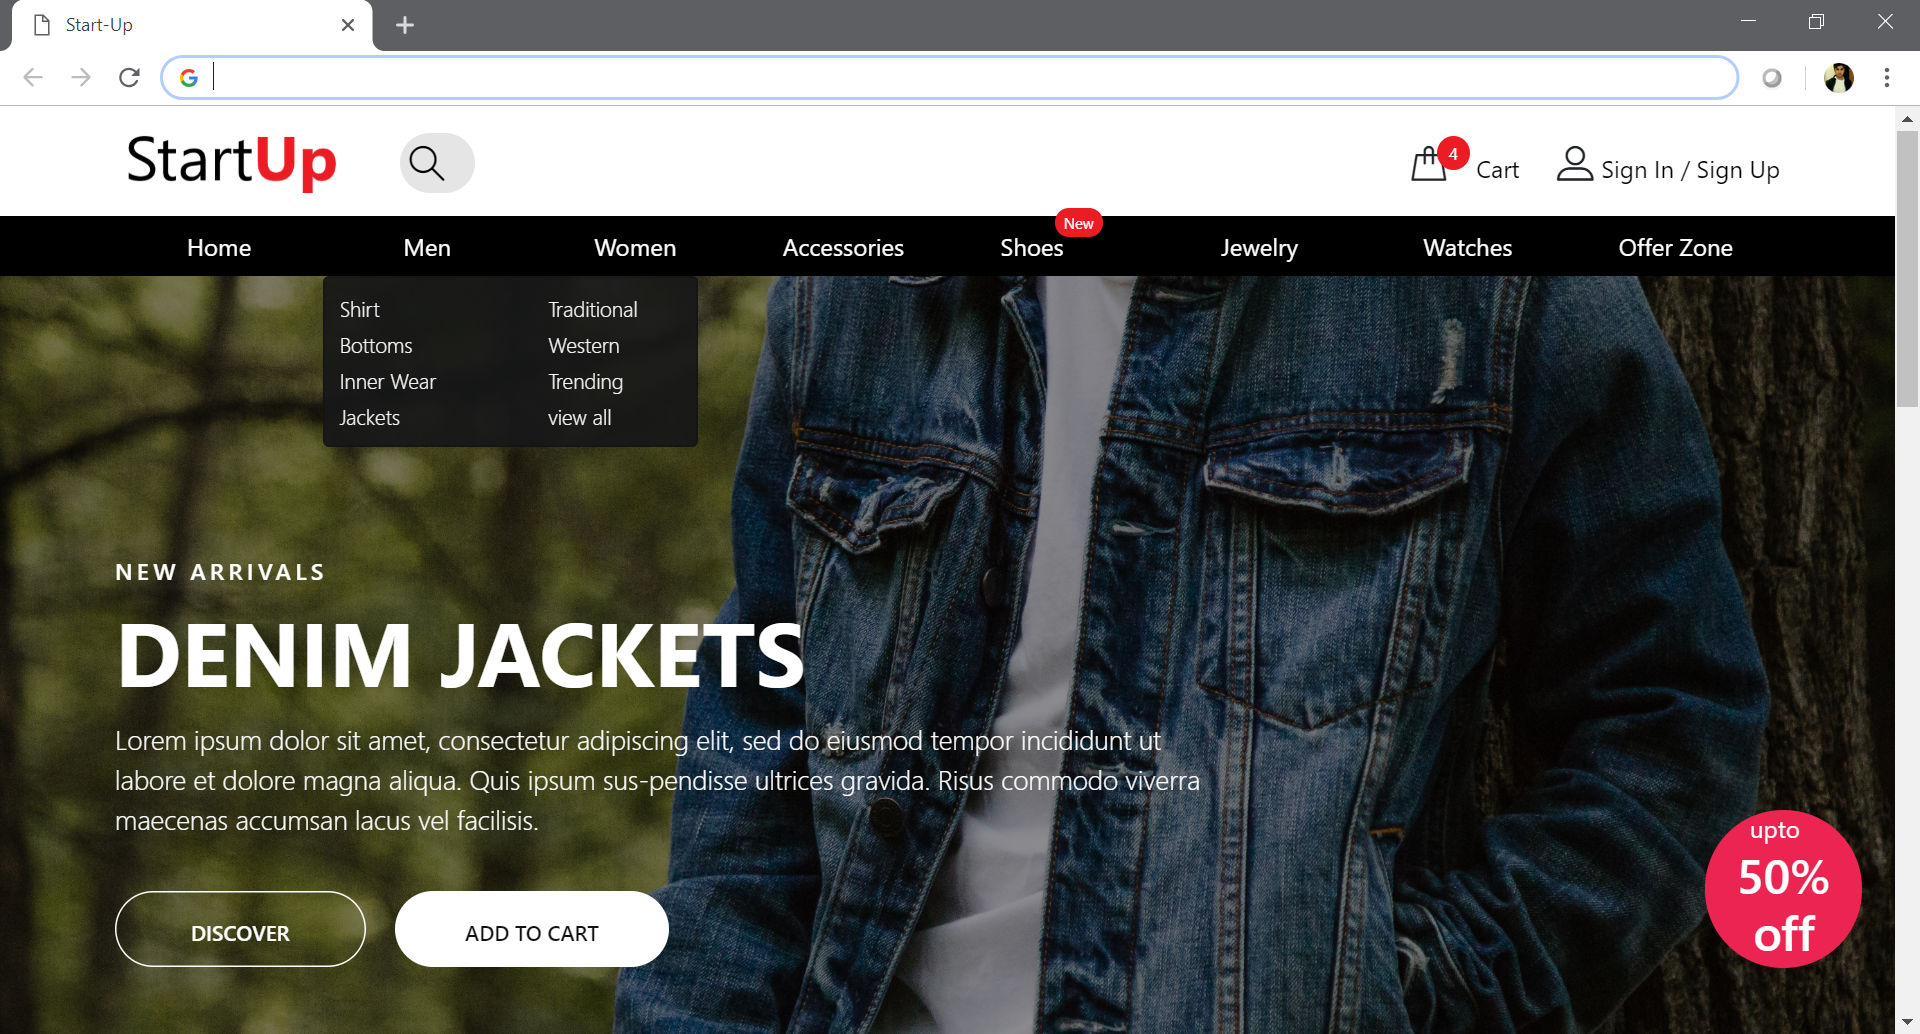 Start-Up
StartUp
4
Cart
Sign In / Sign Up
New
Home Men Women Accessories Shoes Jewelry Watches Offer Zone
Shirt Traditional
Bottoms Western
Inner Wear Trending
Jackets view all
NEW ARRIVALS
DENIM JACKETS
Lorem ipsum dolor sit amet, consectetur adipiscing elit, sed do eiusmod tempor incididunt ut
labore et dolore magna aliqua. Quis ipsum sus-pendisse ultrices gravida. Risus commodo viverra
maecenas accumsan lacus vel facilisis.
upto
50%
off
DISCOVER ADD TO CART